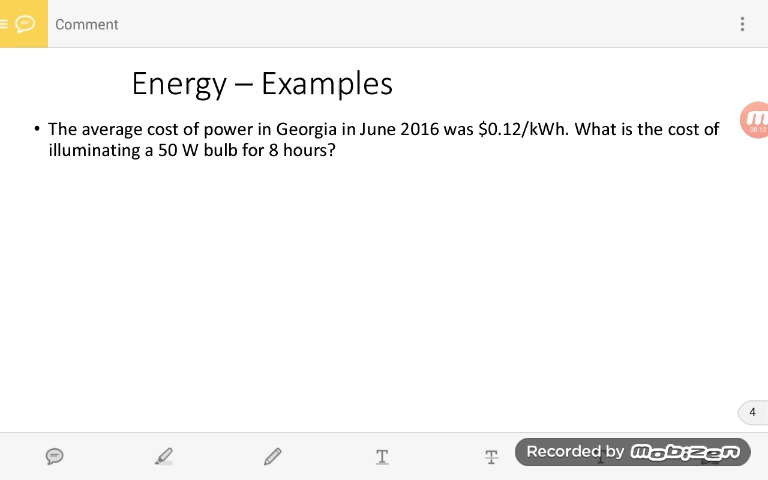 Comment
Energy – Examples
• The average cost of power in Georgia in June 2016 was $0.12/kWh. What is the cost of
illuminating a 50 W bulb for 8 hours?
4
Recorded by mobizen